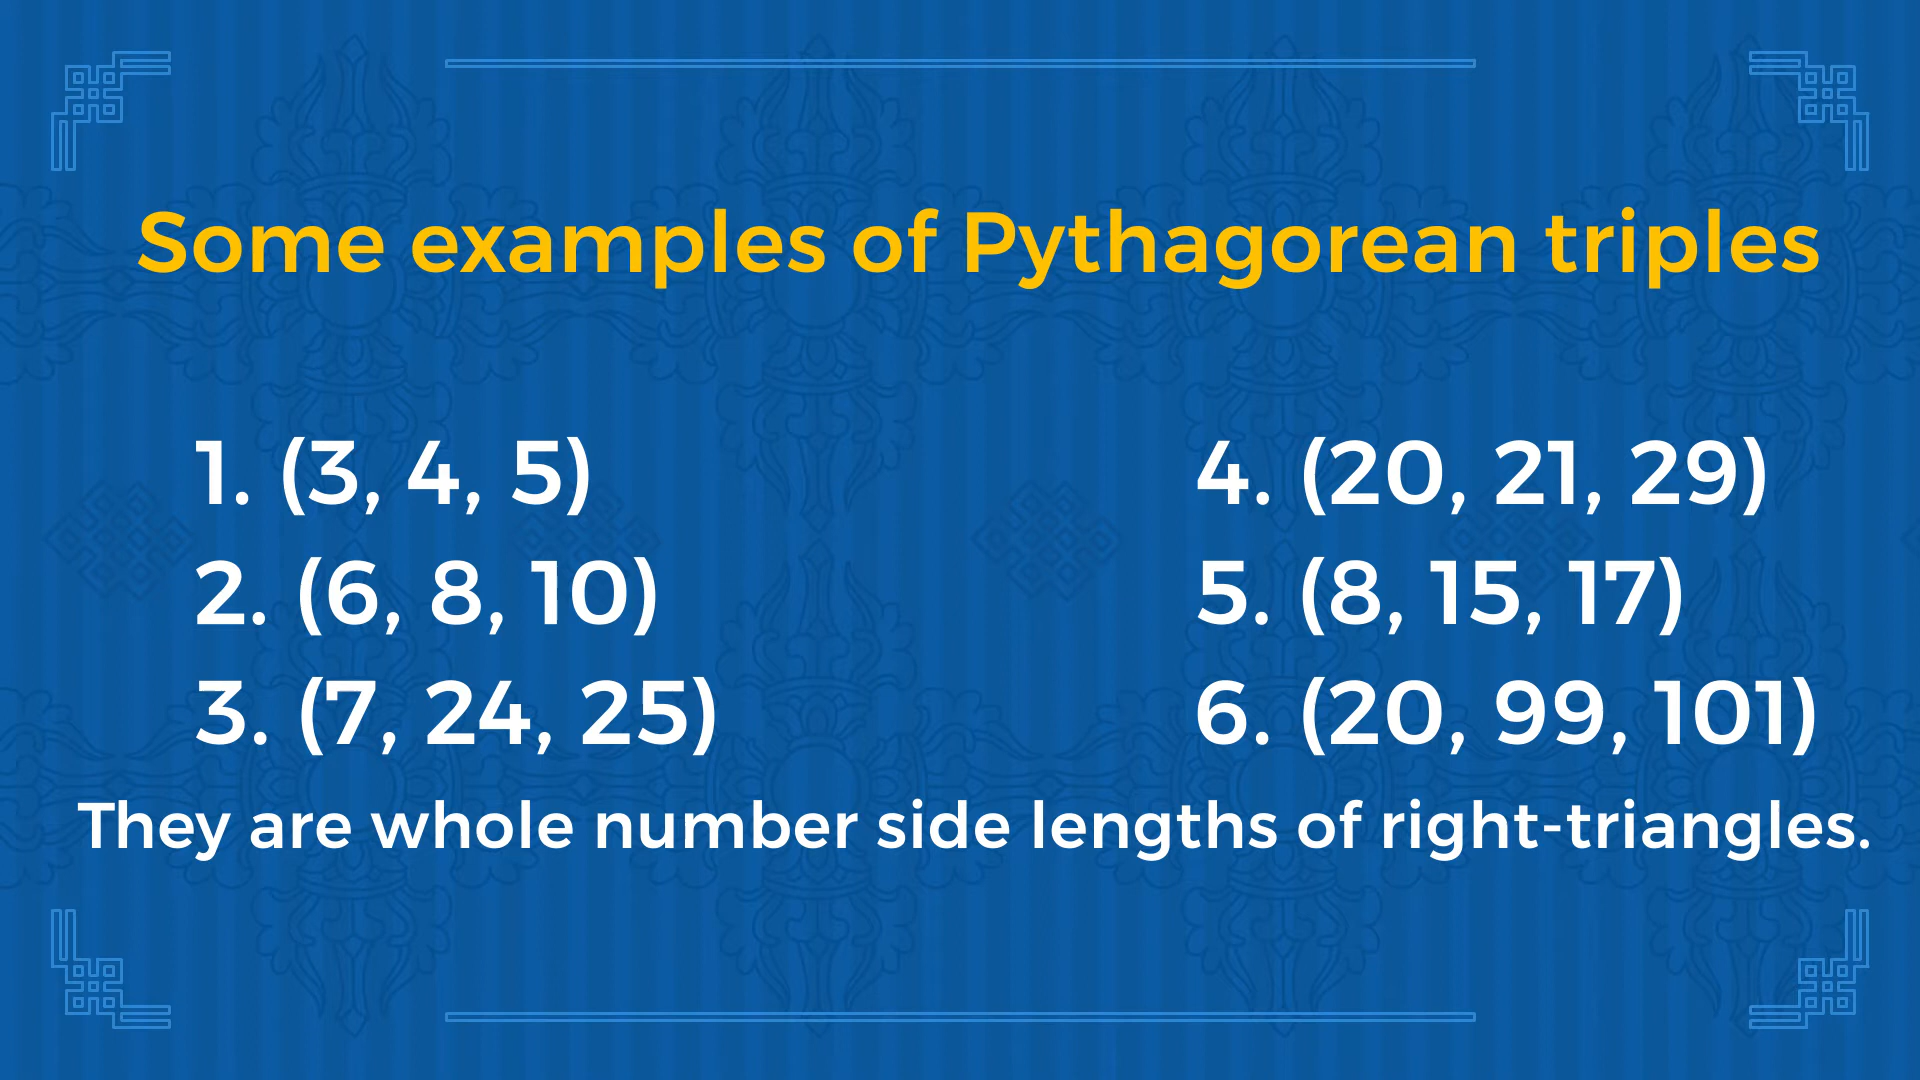 Some examples of Pythagorean triples
1. (3, 4, 5)
2. (6, 8, 10)
3. (7, 24, 25)
4. (20, 21, 29)
5. (8, 15, 17)
6. (20, 99, 101)
They are whole number side lengths of right-triangles.